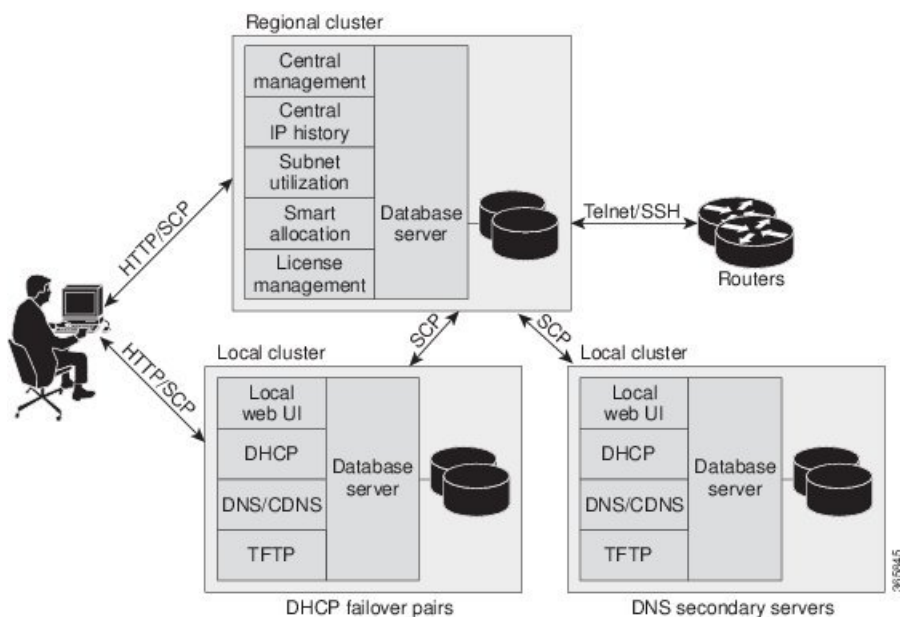 Regional cluster
Central
management
Central
IP history
Subnet
utilization
Smart
allocation
License
management
Database
server
Telnet/SSH
Routers
HTTP/SCP
HTTP/SCP
SCP
SCP
Local cluster
Local
web UI
DHCP
DNS/CDNS
TFTP
Database
server
DHCP failover pairs
Local cluster
Local
web UI
DHCP
DNS/CDNS
TFTP
Database
server
DNS secondary servers
365845